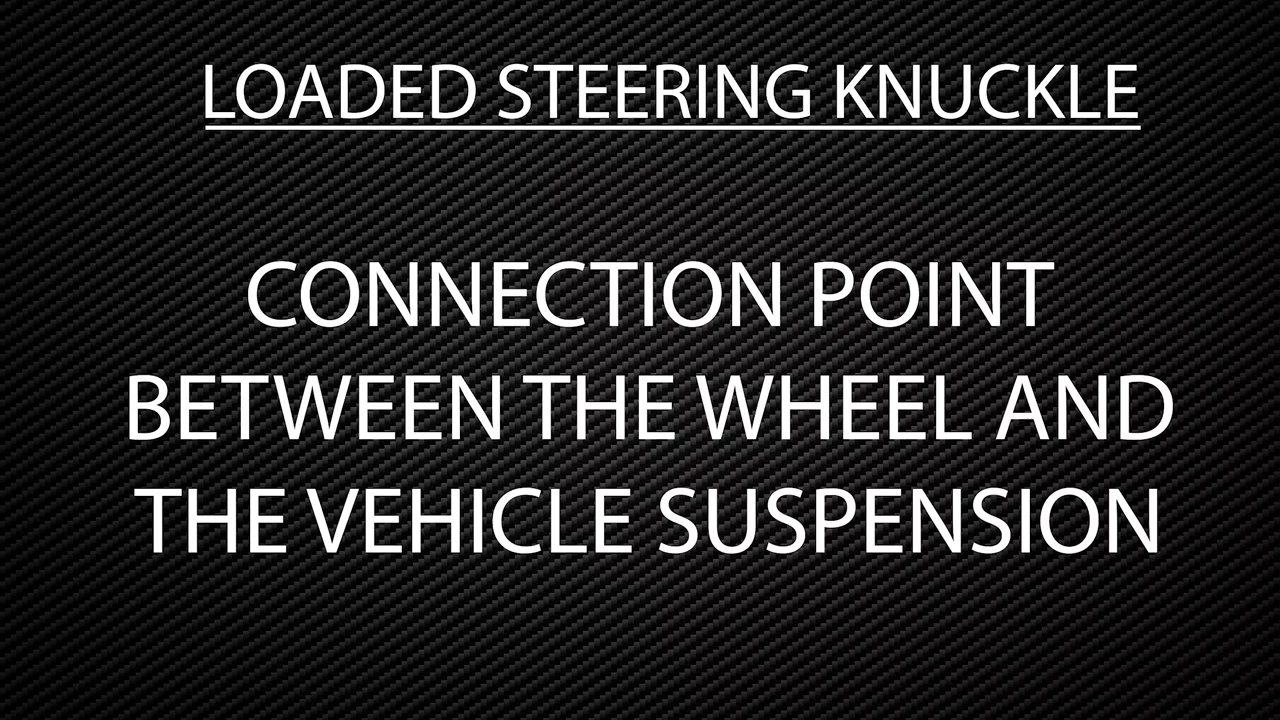 LOADED STEERING KNUCKLE
CONNECTION POINT
BETWEEN THE WHEEL AND
THE VEHICLE SUSPENSION